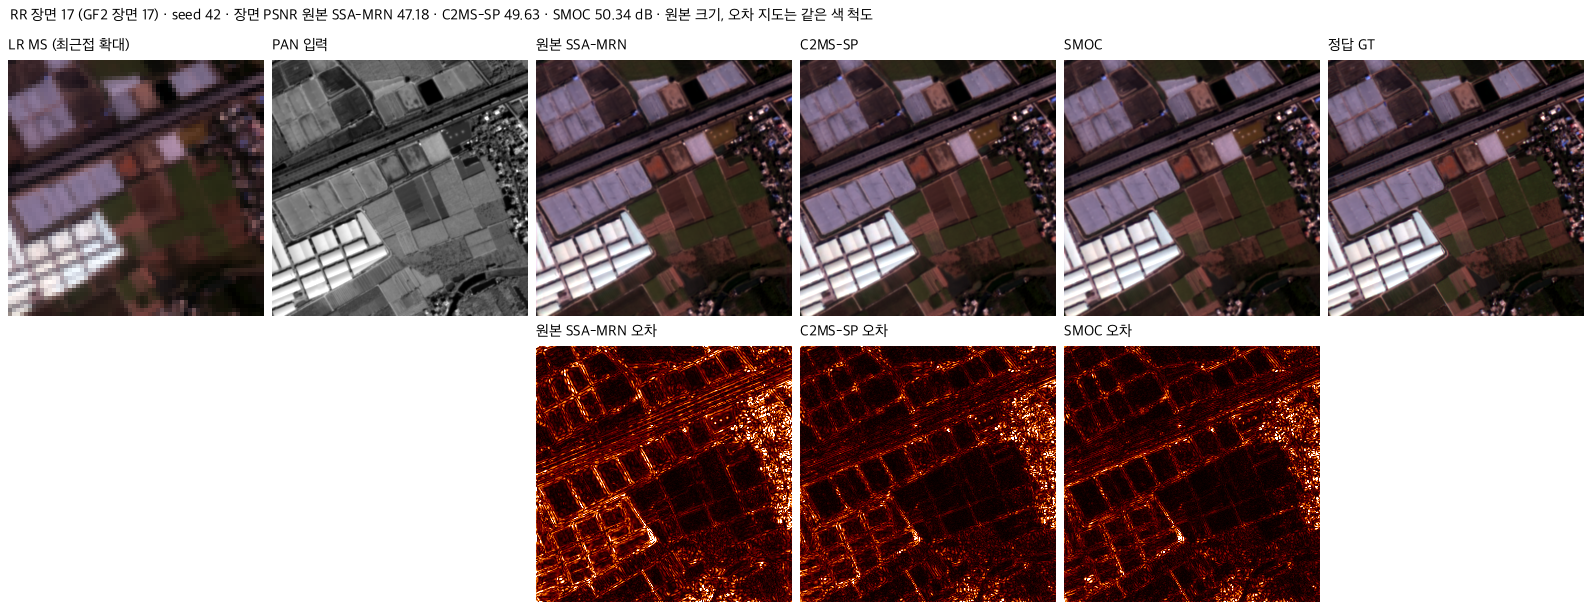 RR 장면 17 (GF2 장면 17) · seed 42 · 장면 PSNR 원본 SSA-MRN 47.18 · C2MS-SP 49.63 · SMOC 50.34 dB · 원본 크기, 오차 지도는 같은 색 척도
LR MS (최근접 확대)
PAN 입력
원본 SSA-MRN
C2MS-SP
SMOC
정답 GT
원본 SSA-MRN 오차
C2MS-SP 오차
SMOC 오차